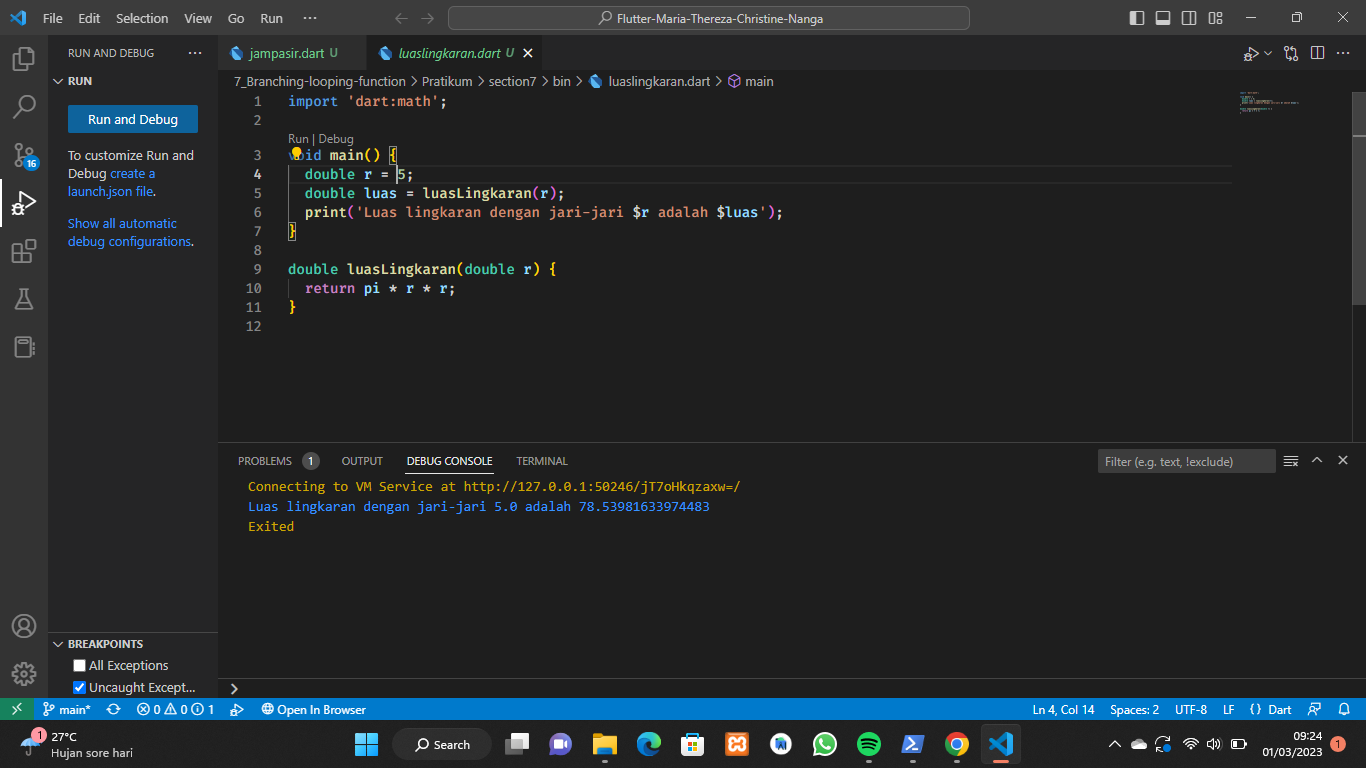 File Edit Selection View Go Run ···
Flutter-Maria-Thereza-Christine-Nanga
RUN AND DEBUG ···
RUN
Run and Debug
To customize Run and
Debug create a
launch.json file.
Show all automatic
debug configurations.
16
jampasir.dart U
luaslingkaran.dart U
7_Branching-looping-function > Pratikum > section7 > bin > luaslingkaran.dart > main
1 import 'dart:math';
2
Run | Debug
3 void main() {
4 double r = 5;
5 double luas = luasLingkaran(r);
6 print('Luas lingkaran dengan jari-jari $r adalah $luas');
7 }
8
9 double luasLingkaran(double r) {
10 return pi * r * r;
11 }
12
PROBLEMS 1 OUTPUT DEBUG CONSOLE TERMINAL
Filter (e.g. text, !exclude)
Connecting to VM Service at http://127.0.0.1:50246/jT7oHkqzaxw=/
Luas lingkaran dengan jari-jari 5.0 adalah 78.53981633974483
Exited
BREAKPOINTS
All Exceptions
Uncaught Except...
main* 0 0 1 Open In Browser
Ln 4, Col 14 Spaces: 2 UTF-8 LF {} Dart
1
27°C
Hujan sore hari
Search
09:24
01/03/2023
1